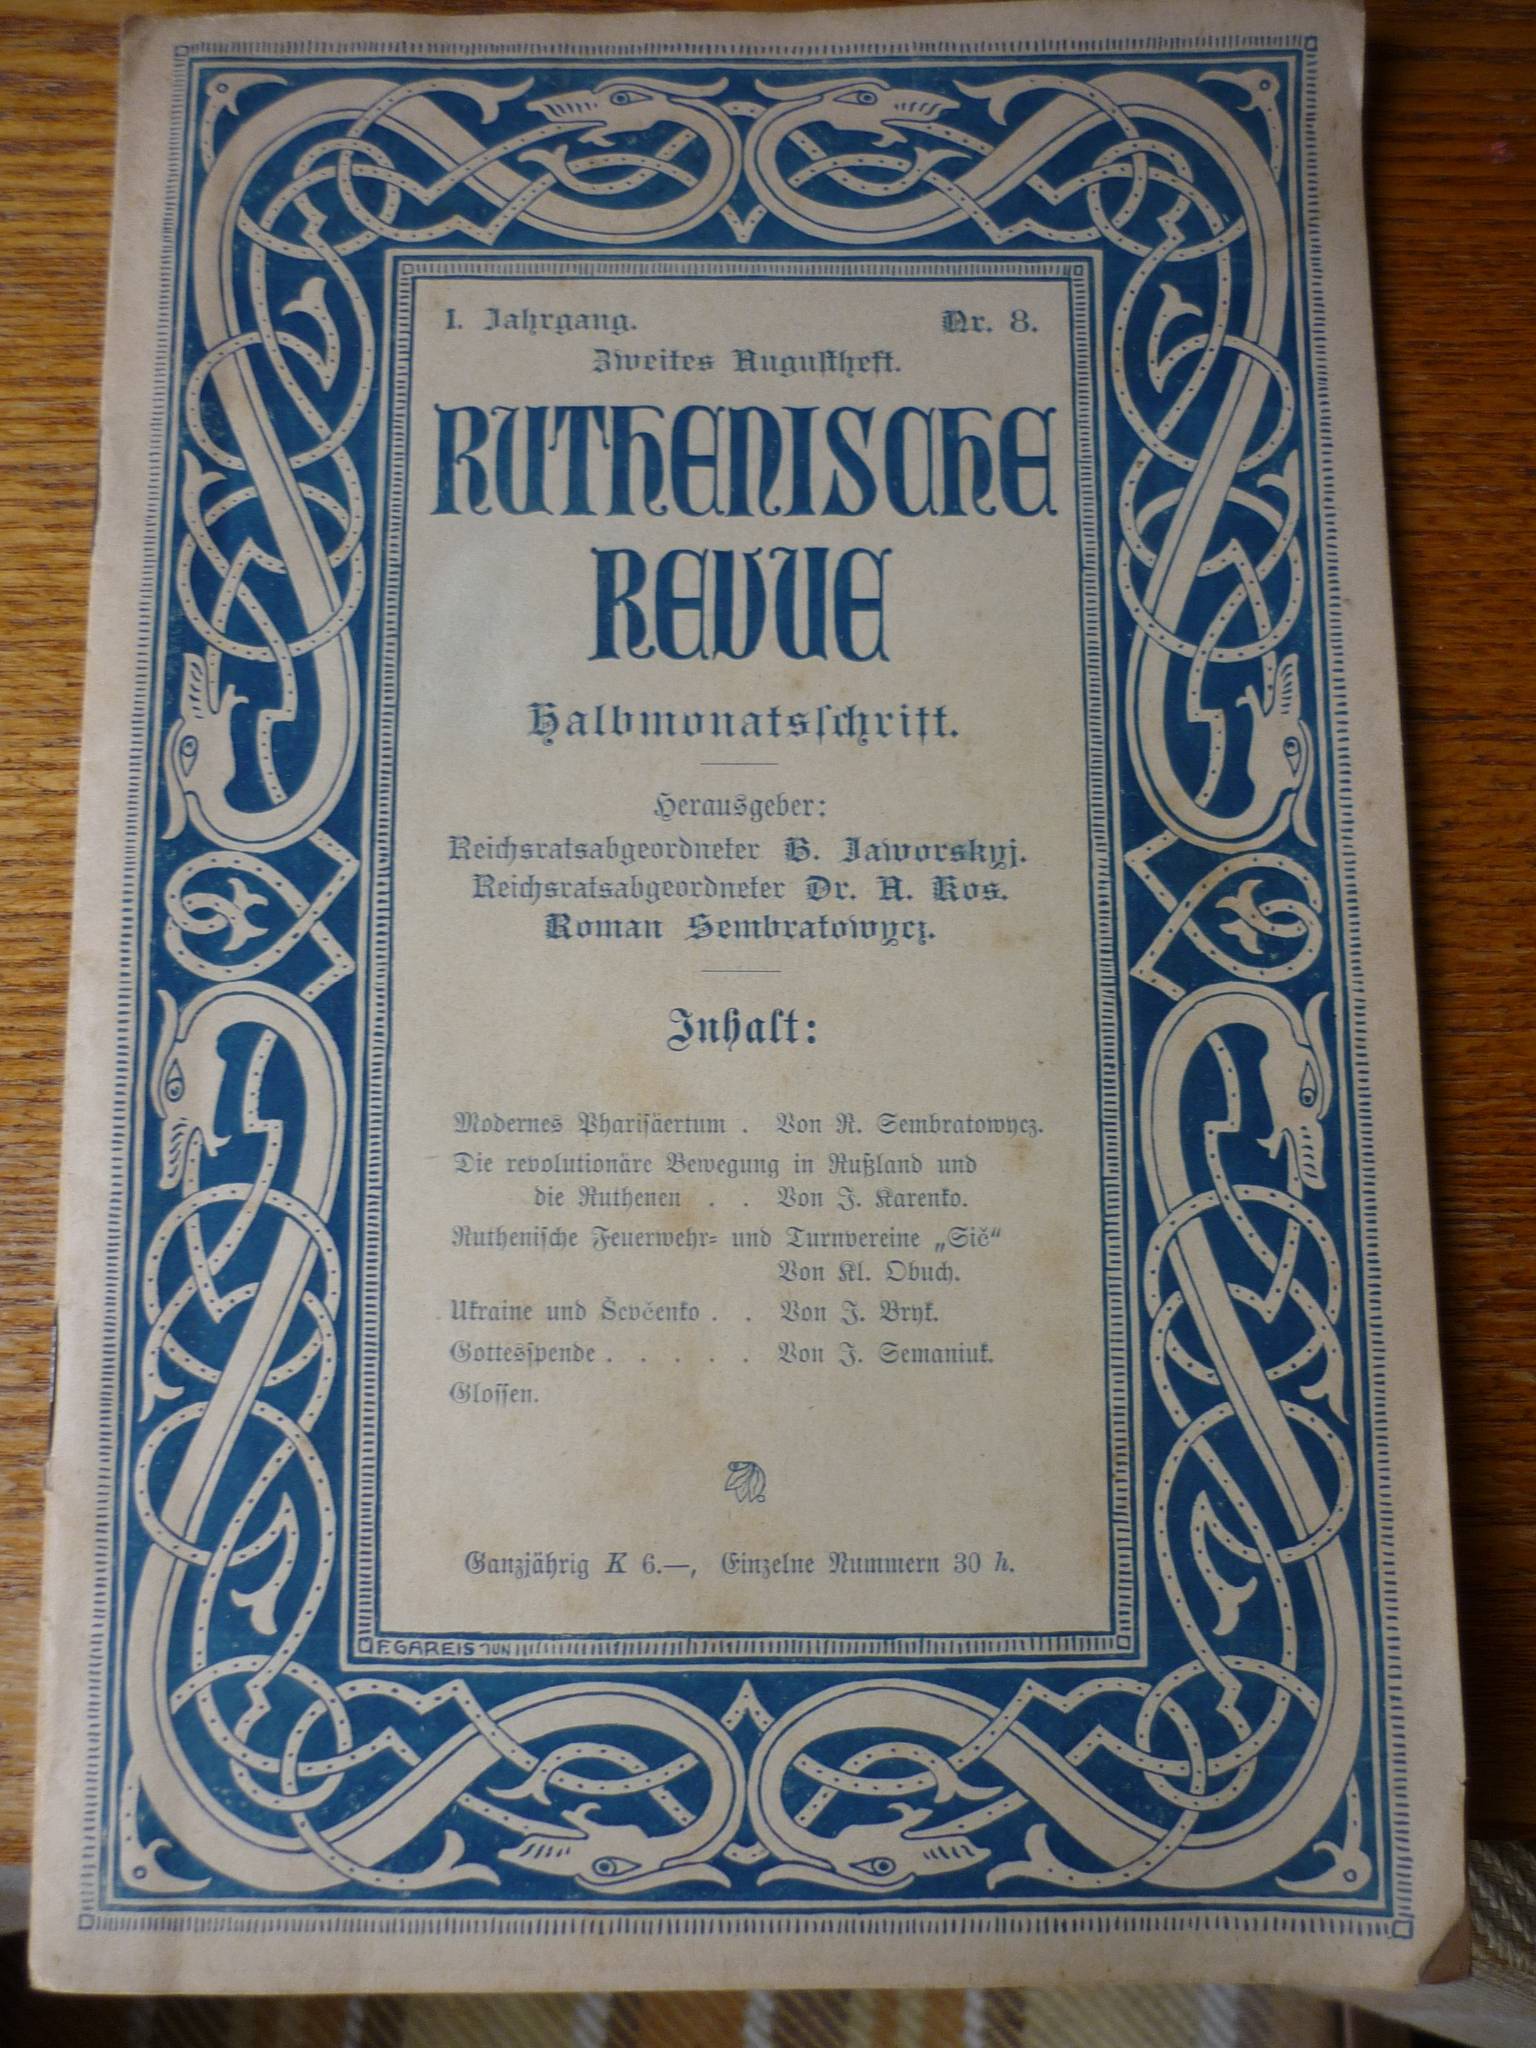 I. Jahrgang. Nr. 8.
Zweites Augustheft.
RUTHENISCHE
REVUE
Halbmonatsschrift.
Herausgeber:
Reichsratsabgeordneter B. Jaworskyj.
Reichsratsabgeordneter Dr. A. Kos.
Roman Sembratowycz.
Inhalt:
Modernes Pharisäertum . Von R. Sembratowycz.
Die revolutionäre Bewegung in Rußland und
die Ruthenen . . Von J. Karenko.
Ruthenische Feuerwehr- und Turnvereine „Sič“
Von Kl. Obuch.
Ukraine und Ševčenko . . Von J. Bryk.
Gottesspende . . . . . Von J. Semaniuk.
Glossen.
Ganzjährig K 6.—, Einzelne Nummern 30 h.
F. GAREIS JUN